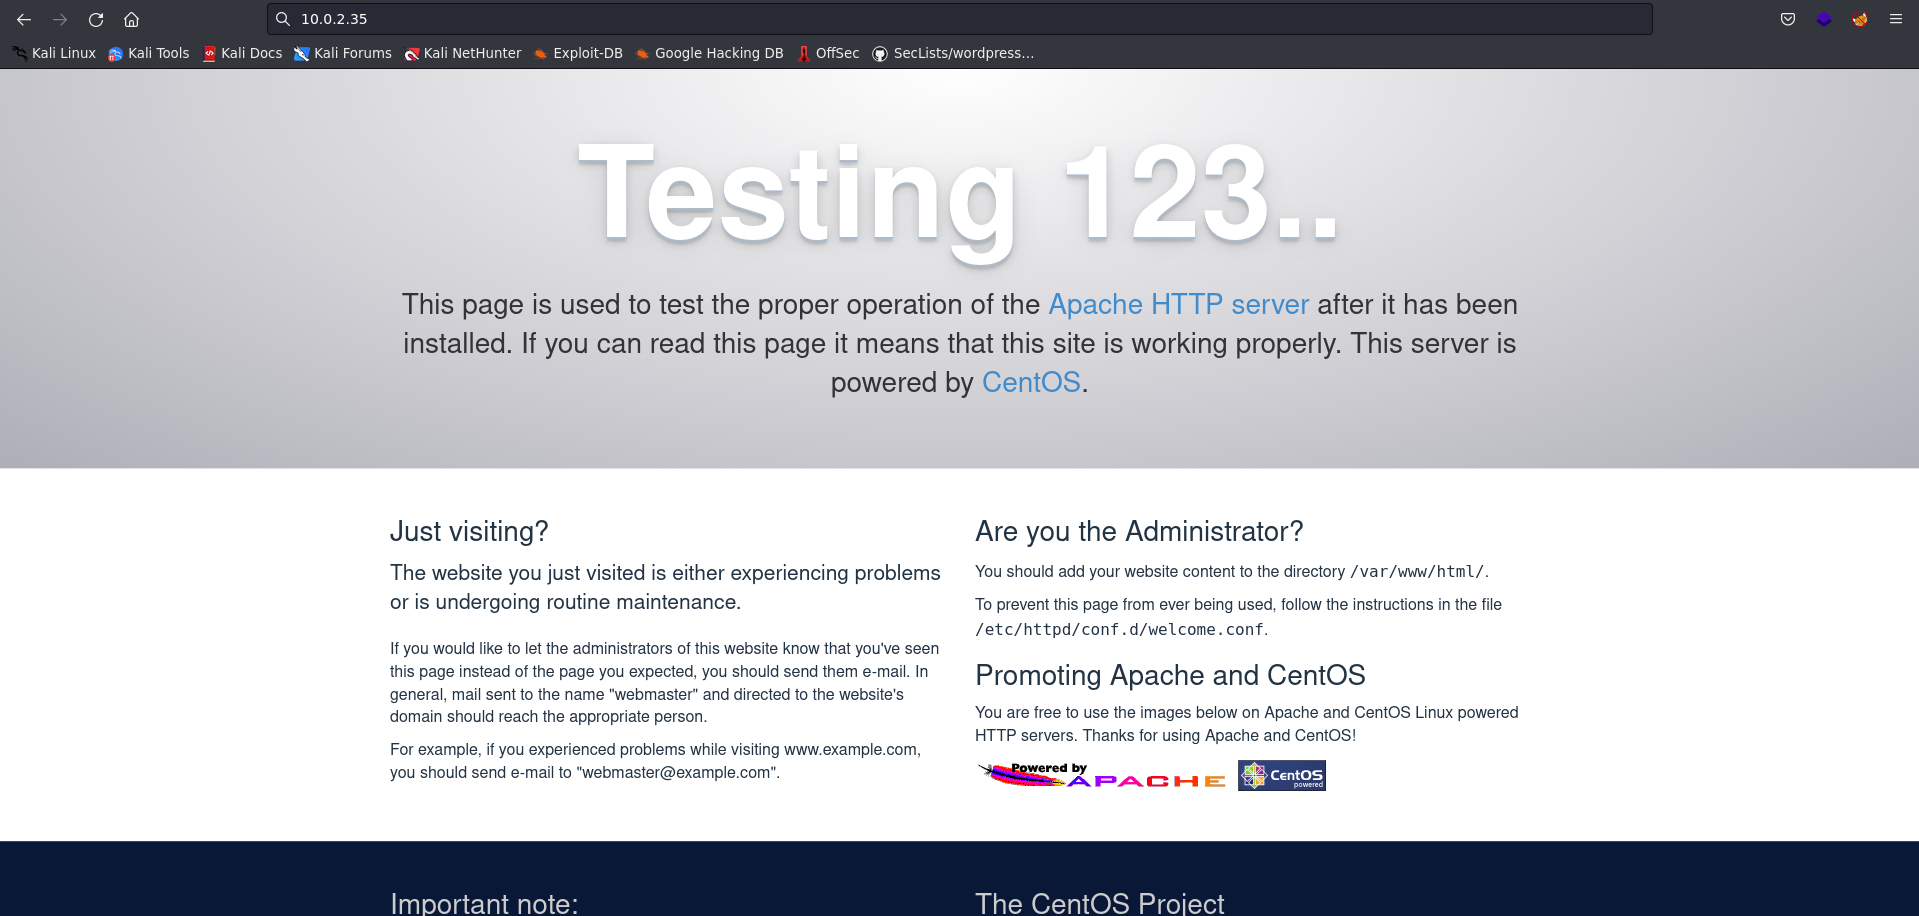 10.0.2.35
Kali Linux Kali Tools Kali Docs Kali Forums Kali NetHunter Exploit-DB Google Hacking DB OffSec SecLists/wordpress...
Testing 123..
This page is used to test the proper operation of the Apache HTTP server after it has been
installed. If you can read this page it means that this site is working properly. This server is
powered by CentOS.
Just visiting?
The website you just visited is either experiencing problems
or is undergoing routine maintenance.
If you would like to let the administrators of this website know that you've seen
this page instead of the page you expected, you should send them e-mail. In
general, mail sent to the name "webmaster" and directed to the website's
domain should reach the appropriate person.
For example, if you experienced problems while visiting www.example.com,
you should send e-mail to "webmaster@example.com".
Are you the Administrator?
You should add your website content to the directory /var/www/html/.
To prevent this page from ever being used, follow the instructions in the file
/etc/httpd/conf.d/welcome.conf.
Promoting Apache and CentOS
You are free to use the images below on Apache and CentOS Linux powered
HTTP servers. Thanks for using Apache and CentOS!
Powered by
APACHE
CentOS
powered
Important note:
The CentOS Project